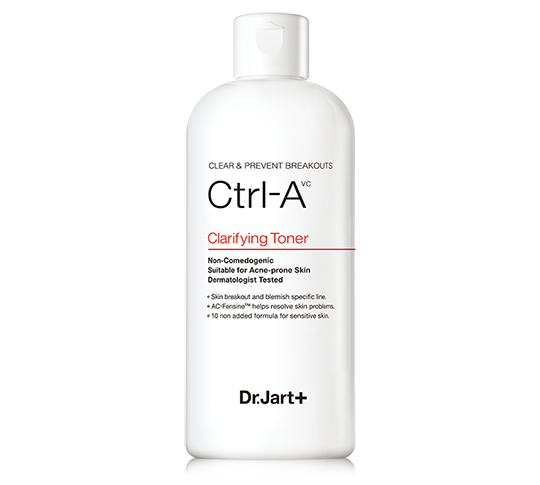 CLEAR & PREVENT BREAKOUTS
Ctrl-A VC
Clarifying Toner
Non-Comedogenic
Suitable for Acne-prone Skin
Dermatologist Tested
+ Skin breakout and blemish specific line.
+ AC-Fensine™ helps resolve skin problems.
+ 10 non added formula for sensitive skin.
Dr.Jart+